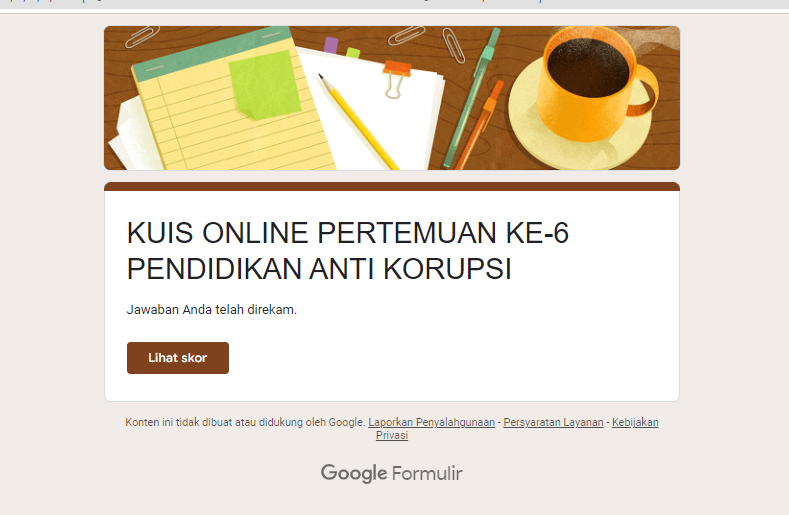 KUIS ONLINE PERTEMUAN KE-6
PENDIDIKAN ANTI KORUPSI
Jawaban Anda telah direkam.
Lihat skor
Konten ini tidak dibuat atau didukung oleh Google. Laporkan Penyalahgunaan - Persyaratan Layanan - Kebijakan
Privasi
Google Formulir